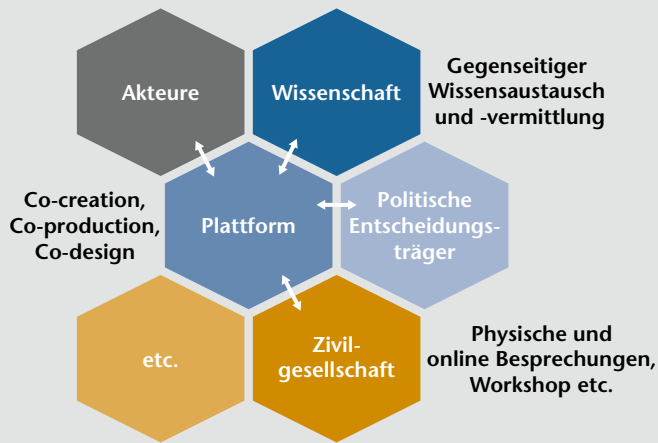 Akteure
Wissenschaft
Gegenseitiger
Wissensaustausch
und -vermittlung
Co-creation,
Co-production,
Co-design
Plattform
Politische
Entscheidungs-
träger
etc.
Zivil-
gesellschaft
Physische und
online Besprechungen,
Workshop etc.